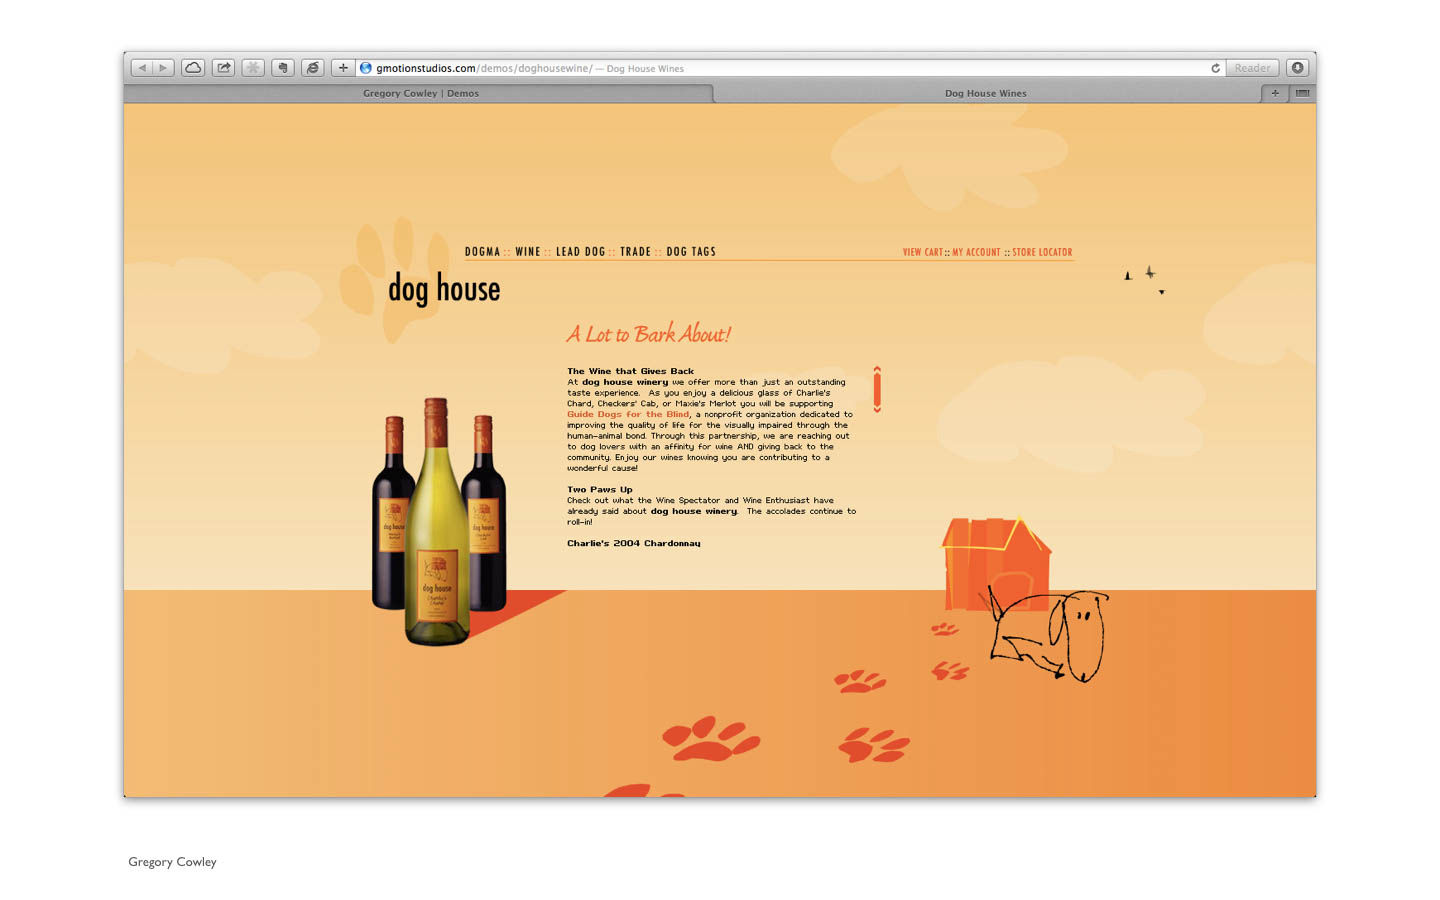 gmotionstudios.com/demos/doghousewine/ — Dog House Wines
Reader
Gregory Cowley | Demos
Dog House Wines
DOGMA :: WINE :: LEAD DOG :: TRADE :: DOG TAGS
VIEW CART :: MY ACCOUNT :: STORE LOCATOR
dog house
A Lot to Bark About!
The Wine that Gives Back
At dog house winery we offer more than just an outstanding
taste experience. As you enjoy a delicious glass of Charlie's
Chard, Checkers' Cab, or Maxie's Merlot you will be supporting
Guide Dogs for the Blind, a nonprofit organization dedicated to
improving the quality of life for the visually impaired through the
human-animal bond. Through this partnership, we are reaching out
to dog lovers with an affinity for wine AND giving back to the
community. Enjoy our wines knowing you are contributing to a
wonderful cause!
Two Paws Up
Check out what the Wine Spectator and Wine Enthusiast have
already said about dog house winery. The accolades continue to
roll-in!
Charlie's 2004 Chardonnay
dog house
dog house
dog house
Charlie's
Chard
Gregory Cowley